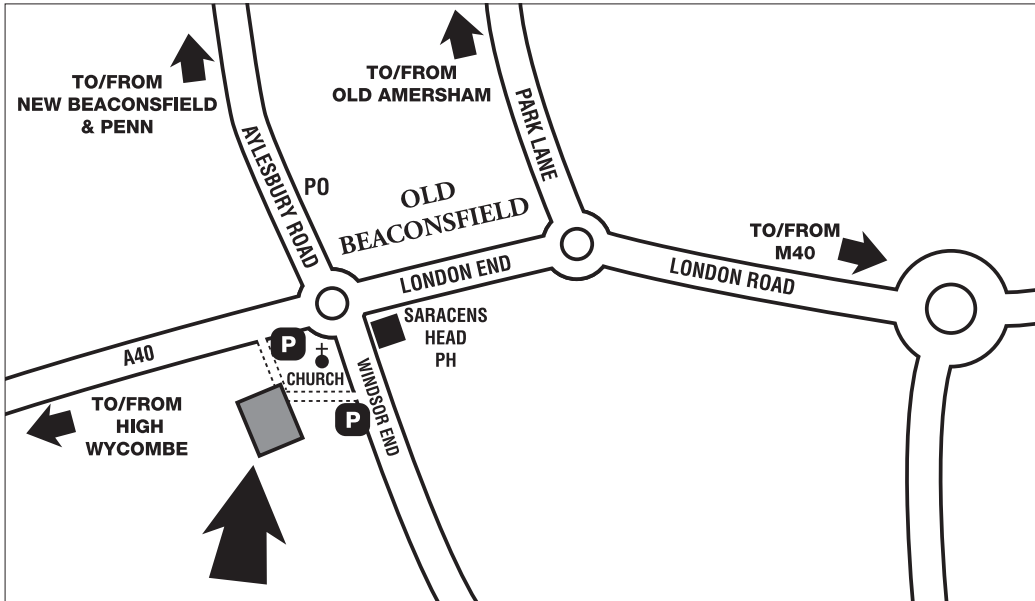 TO/FROM
NEW BEACONSFIELD
& PENN
TO/FROM
OLD AMERSHAM
AYLESBURY ROAD
PO
PARK LANE
OLD
BEACONSFIELD
TO/FROM
M40
LONDON END
LONDON ROAD
SARACENS
HEAD
PH
A40
P
CHURCH
WINDSOR END
P
TO/FROM
HIGH
WYCOMBE